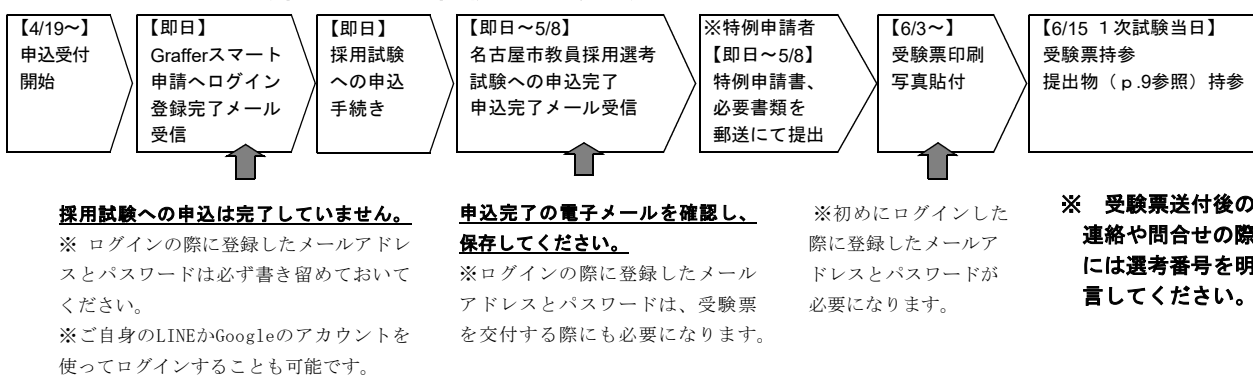 【4/19～】
申込受付
開始
【即日】
Grafferスマート
申請へログイン
登録完了メール
受信
【即日】
採用試験
への申込
手続き
【即日～5/8】
名古屋市教員採用選考
試験への申込完了
申込完了メール受信
※特例申請者
【即日～5/8】
特例申請書、
必要書類を
郵送にて提出
【6/3～】
受験票印刷
写真貼付
【6/15 １次試験当日】
受験票持参
提出物（ｐ.9参照）持参
採用試験への申込は完了していません。
※ ログインの際に登録したメールアドレ
スとパスワードは必ず書き留めておいて
ください。
※ご自身のLINEかGoogleのアカウントを
使ってログインすることも可能です。
申込完了の電子メールを確認し、
保存してください。
※ログインの際に登録したメール
アドレスとパスワードは、受験票
を交付する際にも必要になります。
※初めにログインした
際に登録したメールア
ドレスとパスワードが
必要になります。
※　受験票送付後の
連絡や問合せの際
には選考番号を明
言してください。